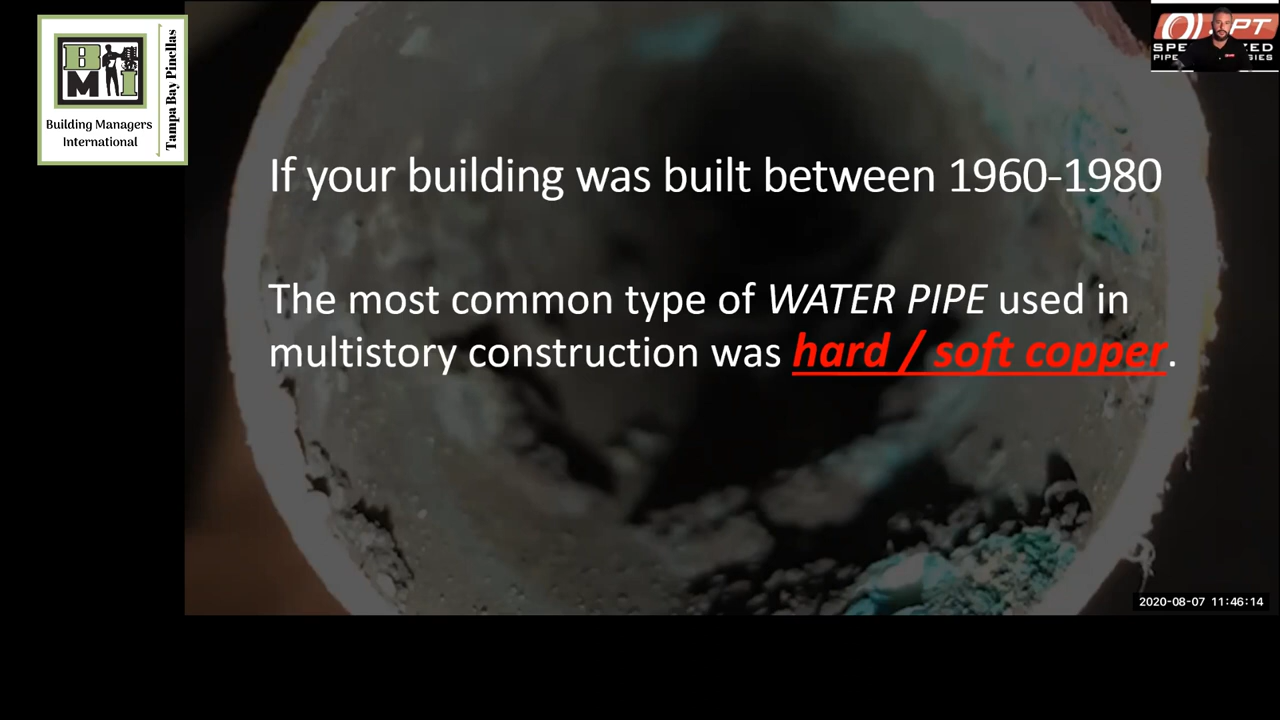 BMI
Building Managers
International
Tampa Bay Pinellas
If your building was built between 1960-1980
The most common type of WATER PIPE used in
multistory construction was hard / soft copper.
2020-08-07 11:46:14